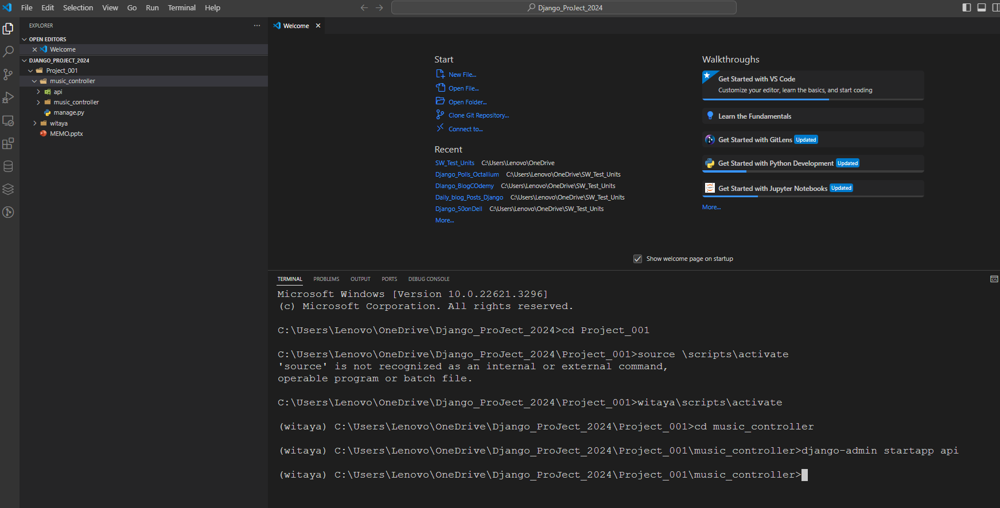 File Edit Selection View Go Run Terminal Help
Django_ProJect_2024
EXPLORER
OPEN EDITORS
Welcome
DJANGO_PROJECT_2024
Project_001
music_controller
api
music_controller
manage.py
witaya
MEMO.pptx
Welcome
Start
New File...
Open File...
Open Folder...
Clone Git Repository...
Connect to...
Recent
SW_Test_Units C:\Users\Lenovo\OneDrive
Django_Polls_Octallium C:\Users\Lenovo\OneDrive\SW_Test_Units
DIango_BlogCOdemy C:\Users\Lenovo\OneDrive\SW_Test_Units
Daily_blog_Posts_Django C:\Users\Lenovo\OneDrive\SW_Test_Units
Django_50onDell C:\Users\Lenovo\OneDrive\SW_Test_Units
More...
Walkthroughs
Get Started with VS Code
Customize your editor, learn the basics, and start coding
Learn the Fundamentals
Get Started with GitLens Updated
Get Started with Python Development Updated
Get Started with Jupyter Notebooks Updated
More...
Show welcome page on startup
TERMINAL PROBLEMS OUTPUT PORTS DEBUG CONSOLE
Microsoft Windows [Version 10.0.22621.3296]
(c) Microsoft Corporation. All rights reserved.
C:\Users\Lenovo\OneDrive\Django_ProJect_2024>cd Project_001
C:\Users\Lenovo\OneDrive\Django_ProJect_2024\Project_001>source \scripts\activate
'source' is not recognized as an internal or external command,
operable program or batch file.
C:\Users\Lenovo\OneDrive\Django_ProJect_2024\Project_001>witaya\scripts\activate
(witaya) C:\Users\Lenovo\OneDrive\Django_ProJect_2024\Project_001>cd music_controller
(witaya) C:\Users\Lenovo\OneDrive\Django_ProJect_2024\Project_001\music_controller>django-admin startapp api
(witaya) C:\Users\Lenovo\OneDrive\Django_ProJect_2024\Project_001\music_controller>